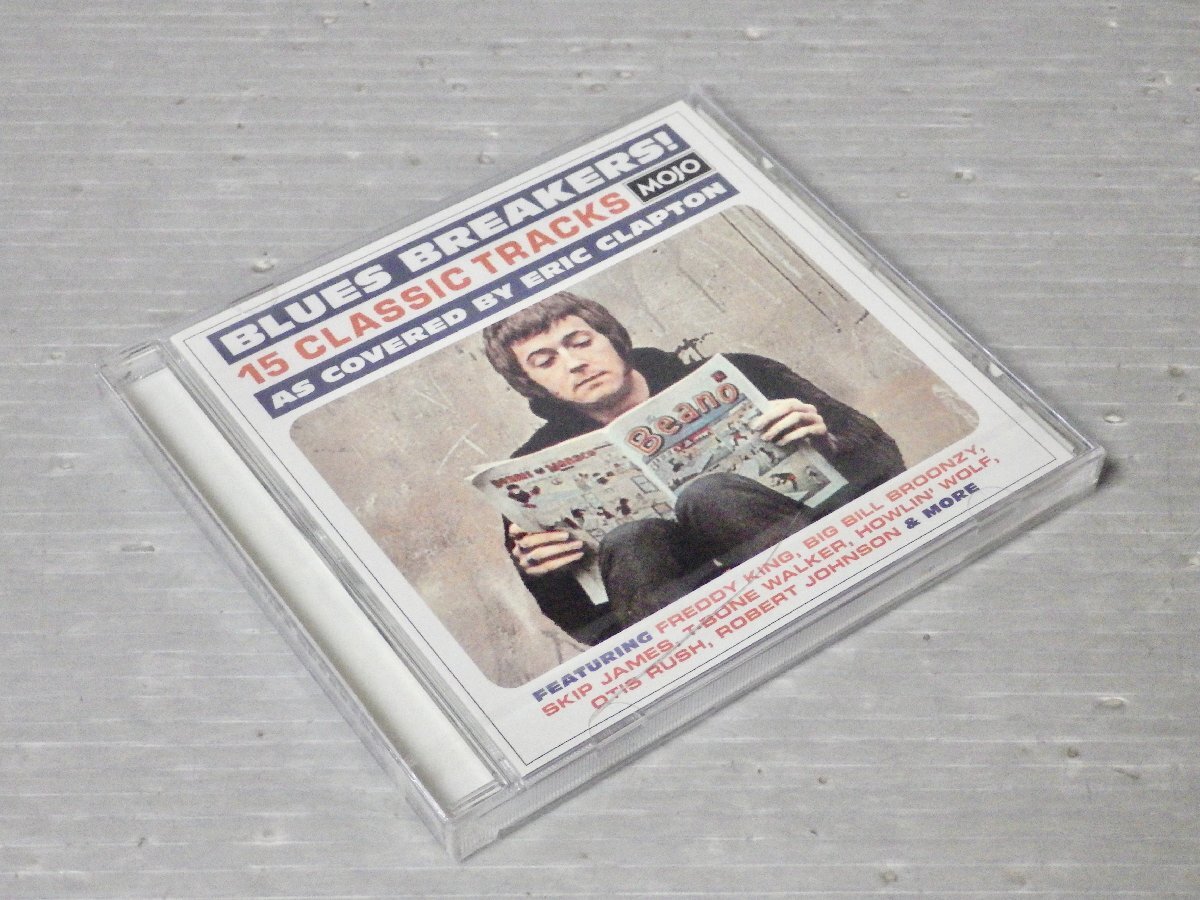 BLUES BREAKERS!
15 CLASSIC TRACKS
MOJO
AS COVERED BY ERIC CLAPTON
Beano
FEATURING FREDDY KING, BIG BILL BROONZY,
SKIP JAMES, T-BONE WALKER, HOWLIN' WOLF,
OTIS RUSH, ROBERT JOHNSON & MORE